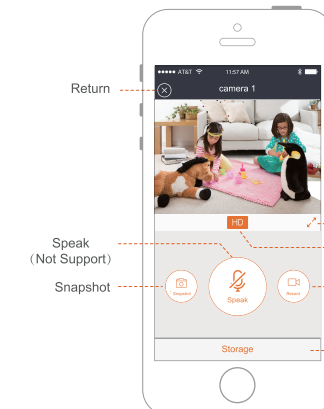 AT&T
11:57 AM
Return
camera 1
HD
Speak
（Not Support）
Snapshot
Snapshot
Speak
Record
Storage